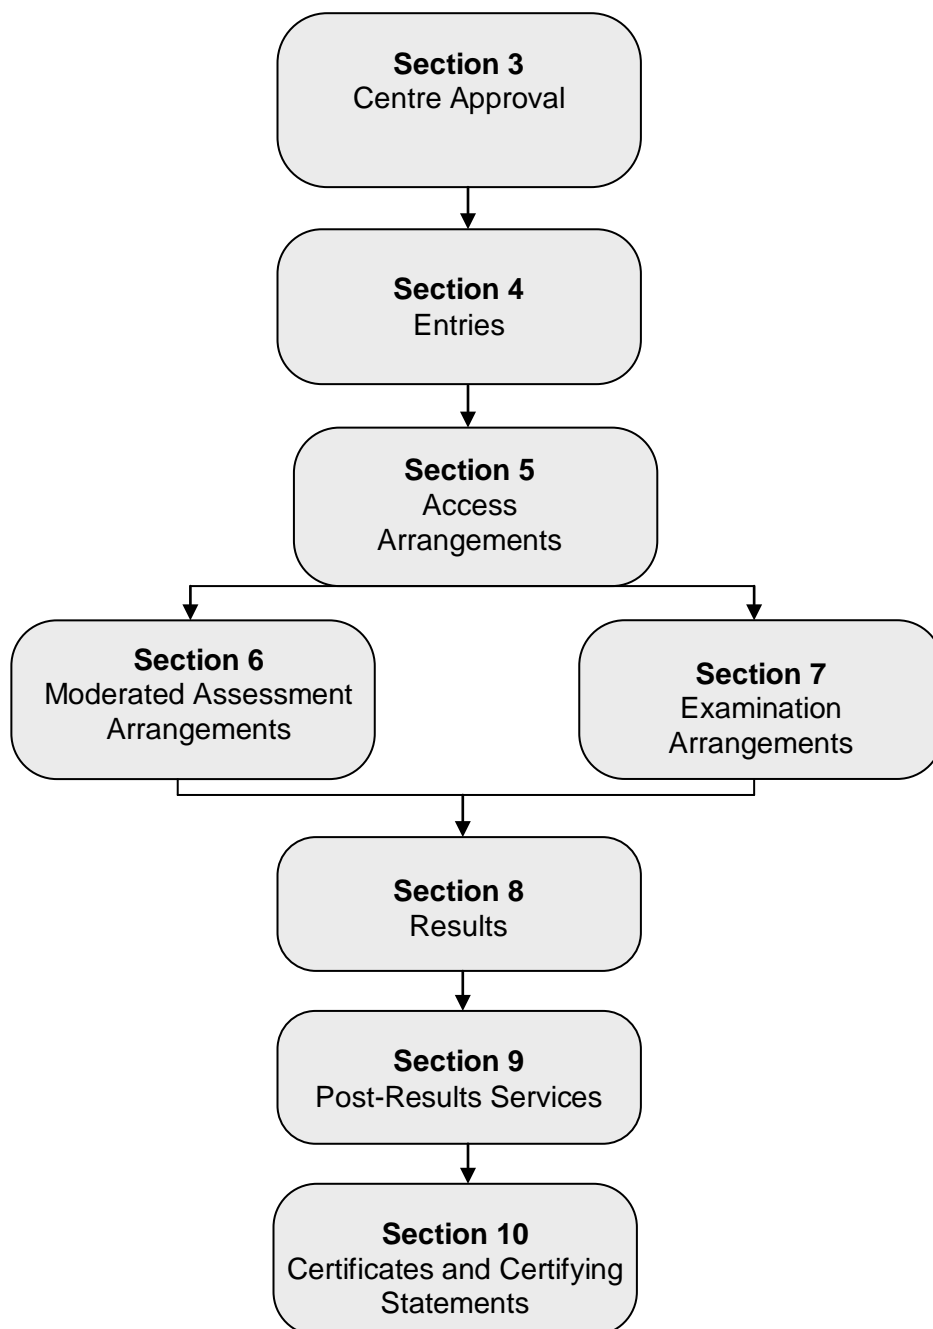 Section 3
Centre Approval
Section 4
Entries
Section 5
Access
Arrangements
Section 6
Moderated Assessment
Arrangements
Section 7
Examination
Arrangements
Section 8
Results
Section 9
Post-Results Services
Section 10
Certificates and Certifying
Statements